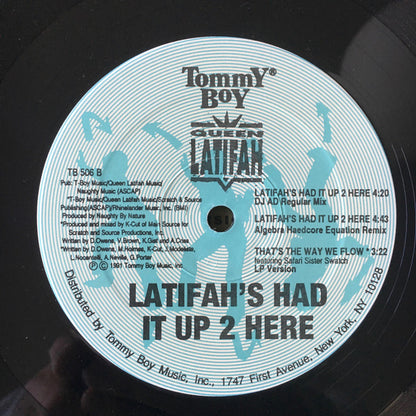 Tommy®
Boy
QUEEN
LATIFAH
TB 506 B
Pub: T-Boy Music/Queen Latifah Music/
Naughty Music (ASCAP)
*T-Boy Music/Queen Latifah Music/Scratch & Source
Publishing/(ASCAP)/Rhinelander Music, Inc. (BMI)
Produced by Naughty By Nature
*Produced and mixed by K-Cut of Main Source for
Scratch and Source Productions, Inc.
Written by D.Owens, V.Brown, K.Gist and A.Criss
*Written by D.Owens, M.Holmes, K-Cut, J.Modeliste,
L.Nocentelli, A.Neville, G.Porter
℗ © 1991 Tommy Boy Music, Inc.
LATIFAH'S HAD IT UP 2 HERE 4:20
DJ AD Regular Mix
LATIFAH'S HAD IT UP 2 HERE 4:43
Algebra Haedcore Equation Remix
THAT'S THE WAY WE FLOW * 3:22
featuring Safari Sister Swatch
LP Version
LATIFAH'S HAD
IT UP 2 HERE
Distributed by Tommy Boy Music, Inc., 1747 First Avenue, New York, NY 10128